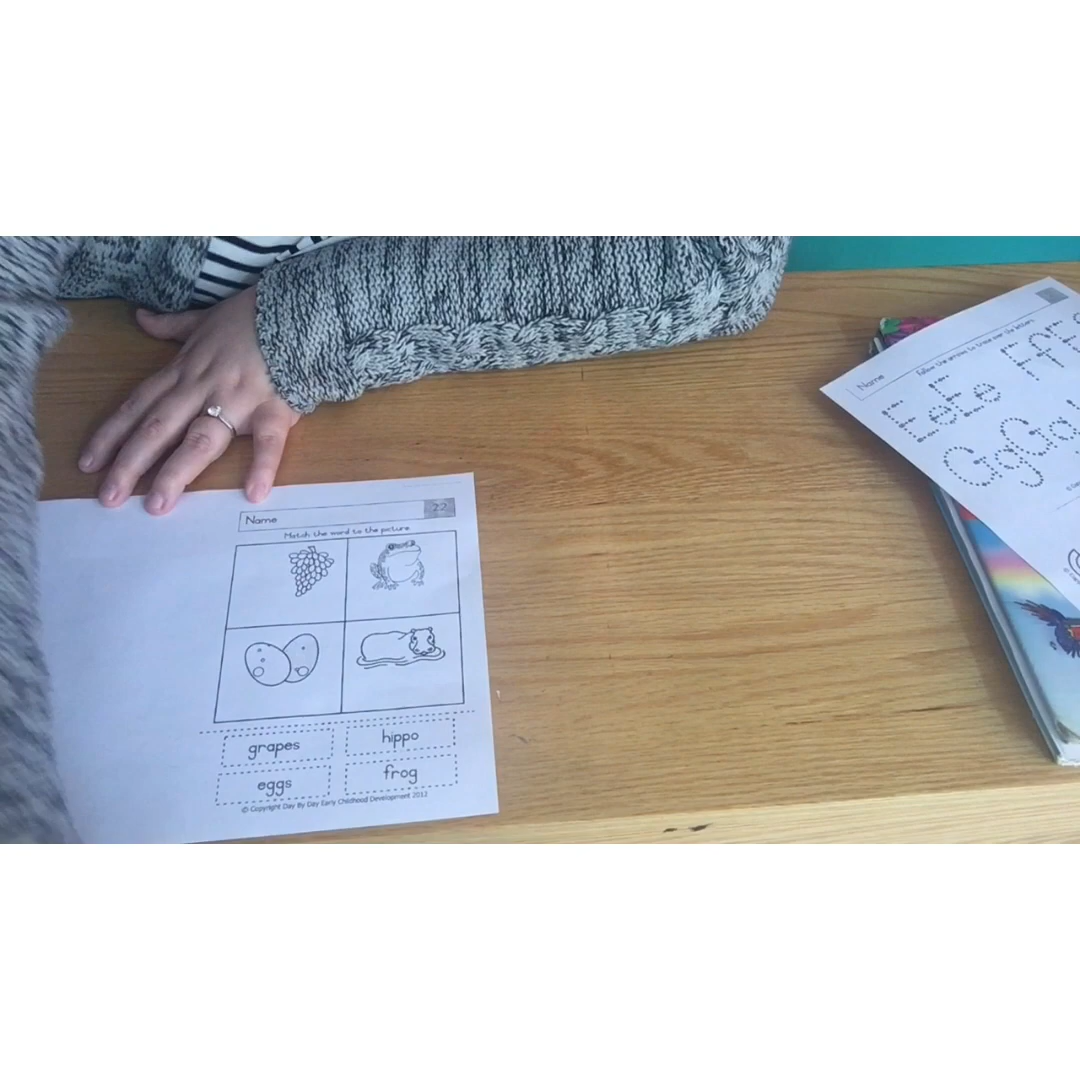 Name 22
Match the word to the picture
grapes
hippo
eggs
frog
© Copyright Day By Day Early Childhood Development 2012
Name
Follow the arrows to trace over the letters
EeEe Ff
GgGg